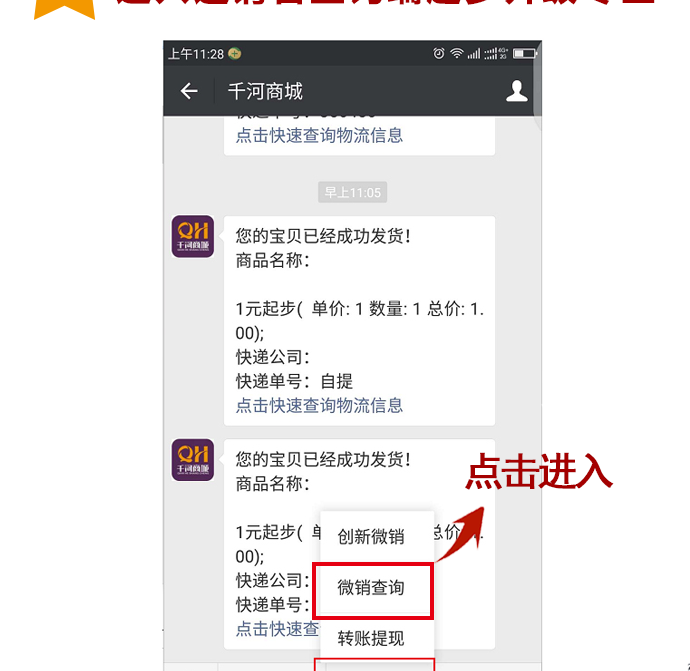 上午11:28
千河商城
点击快速查询物流信息
早上11:05
QH
千河商城
您的宝贝已经成功发货！
商品名称：
1元起步( 单价: 1 数量: 1 总价: 1.
00);
快递公司：
快递单号：自提
点击快速查询物流信息
QH
千河商城
您的宝贝已经成功发货！
商品名称：
点击进入
1元起步(
00);
快递公司：
快递单号：
点击快速查
创新微销
微销查询
转账提现